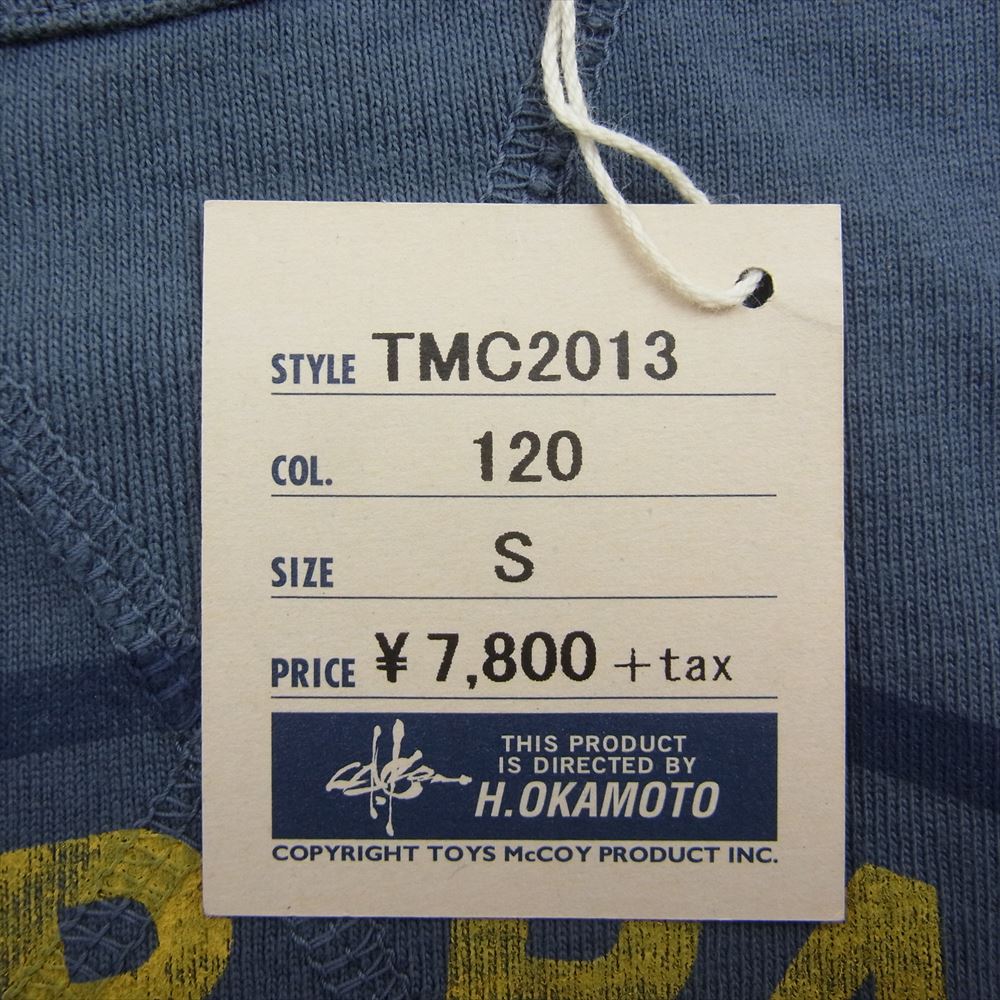 STYLE TMC2013
COL. 120
SIZE S
PRICE ¥ 7,800 +tax
THIS PRODUCT
IS DIRECTED BY
H.OKAMOTO
COPYRIGHT TOYS McCOY PRODUCT INC.